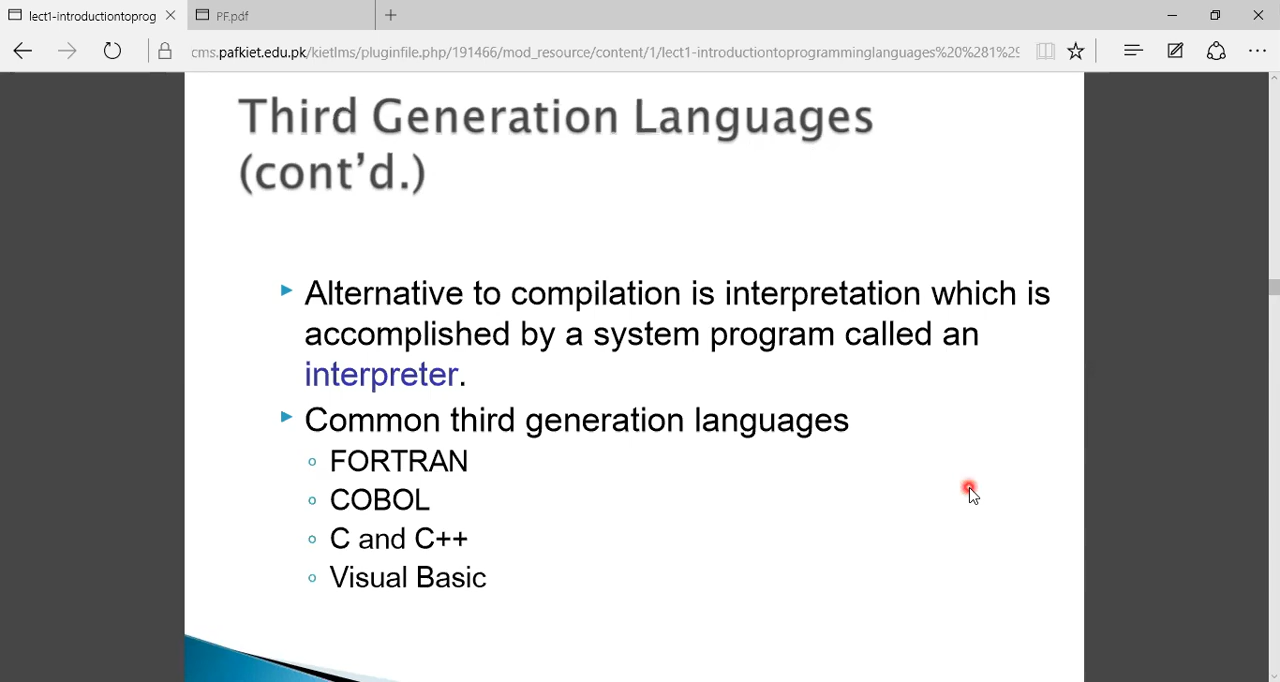 lect1-introductiontoprog
PF.pdf
cms.pafkiet.edu.pk/kietlms/pluginfile.php/191466/mod_resource/content/1/lect1-introductiontoprogramminglanguages%20%281%29
Third Generation Languages
(cont'd.)
Alternative to compilation is interpretation which is
accomplished by a system program called an
interpreter.
Common third generation languages
FORTRAN
COBOL
C and C++
Visual Basic